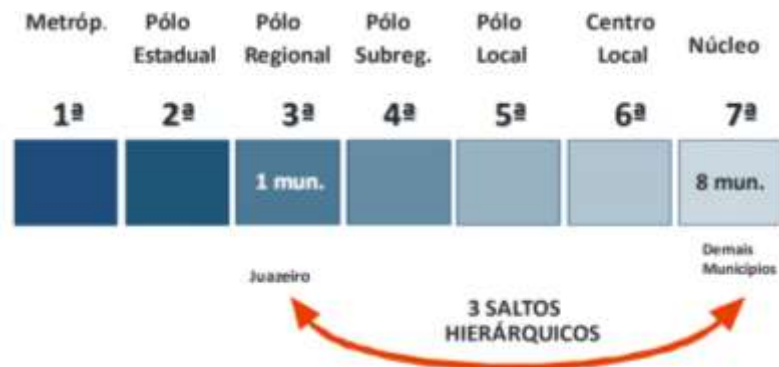 Metróp.
Pólo
Estadual
Pólo
Regional
Pólo
Subreg.
Pólo
Local
Centro
Local
Núcleo
1ª 2ª 3ª 4ª 5ª 6ª 7ª
1 mun. 8 mun.
Juazeiro
Demais
Municípios
3 SALTOS
HIERÁRQUICOS